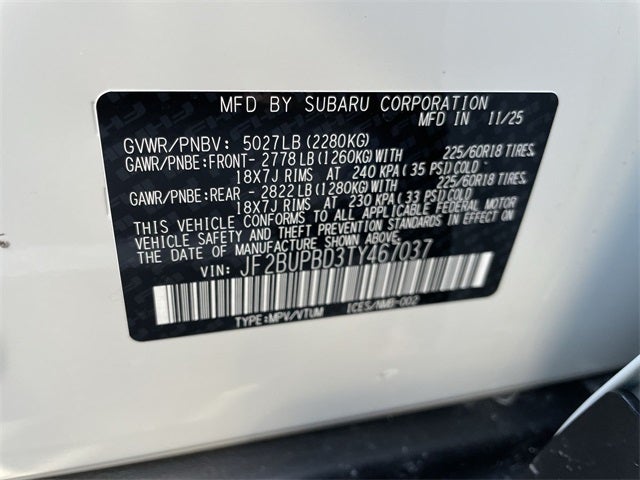 MFD BY SUBARU CORPORATION
MFD IN 11/25
GVWR/PNBV: 5027LB (2280KG)
GAWR/PNBE:FRONT- 2778LB (1260KG)WITH 225/60R18 TIRES,
18X7J RIMS AT 240 KPA (35 PSI)COLD
GAWR/PNBE:REAR - 2822LB (1280KG)WITH 225/60R18 TIRES,
18X7J RIMS AT 230 KPA (33 PSI)COLD
THIS VEHICLE CONFORMS TO ALL APPLICABLE FEDERAL MOTOR
VEHICLE SAFETY AND THEFT PREVENTION STANDARDS IN EFFECT ON
THE DATE OF MANUFACTURE SHOWN ABOVE.
VIN: JF2BUPBD3TY467037
TYPE:MPV/VTUM ICES/NMB-002